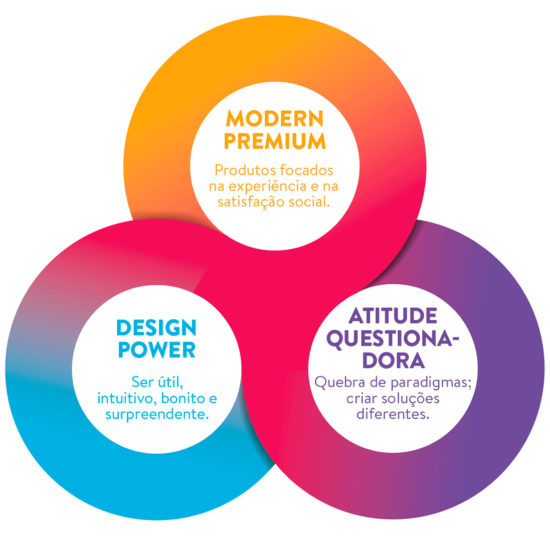 MODERN
PREMIUM
Produtos focados
na experiência e na
satisfação social.
DESIGN
POWER
Ser útil,
intuitivo, bonito e
surpreendente.
ATITUDE
QUESTIONA-
DORA
Quebra de paradigmas;
criar soluções
diferentes.